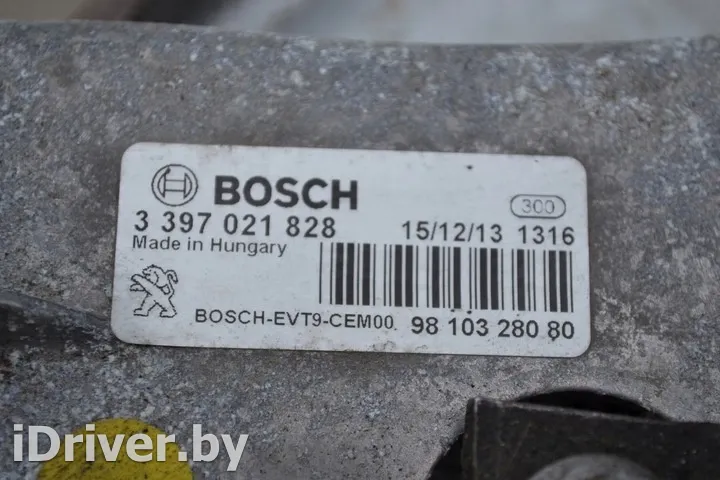 BOSCH
300
3 397 021 828 15/12/13 1316
Made in Hungary
BOSCH-EVT9-CEM00. 98 103 280 80
iDriver.by